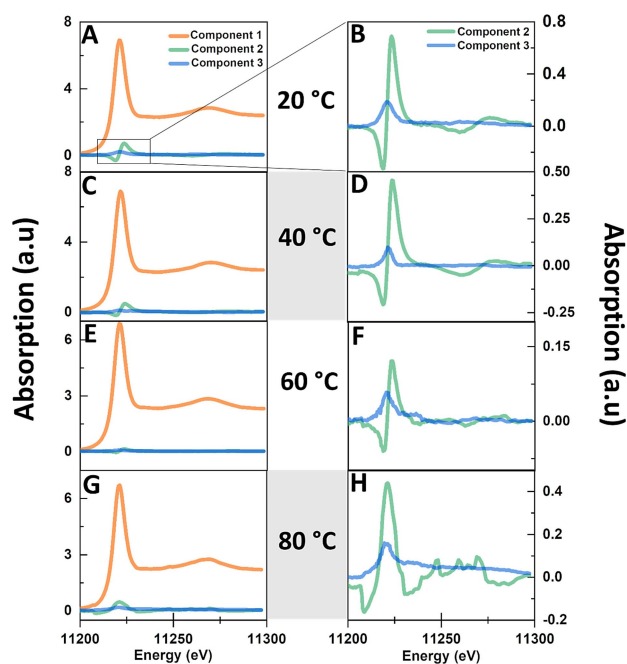 A
Component 1
Component 2
Component 3
8
4
0
B
Component 2
Component 3
0.8
0.4
0.0
20 °C
C
8
4
0
D
0.50
0.25
0.00
-0.25
40 °C
E
6
3
0
F
0.15
0.00
60 °C
G
6
3
0
H
0.4
0.2
0.0
-0.2
80 °C
11200
11250
11300
11200
11250
11300
Energy (eV)
Energy (eV)
Absorption (a.u)
Absorption (a.u)